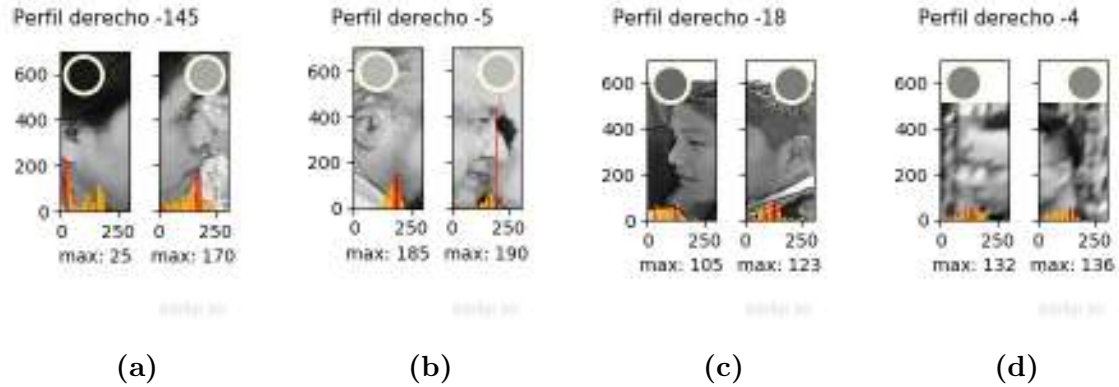 Perfil derecho -145 Perfil derecho -5 Perfil derecho -18 Perfil derecho -4
600 600 600 600
400 400 400 400
200 200 200 200
0 0 0 0
0 250 0 250 0 250 0 250 0 250 0 250 0 250 0 250
max: 25 max: 170 max: 185 max: 190 max: 105 max: 123 max: 132 max: 136
(a) (b) (c) (d)